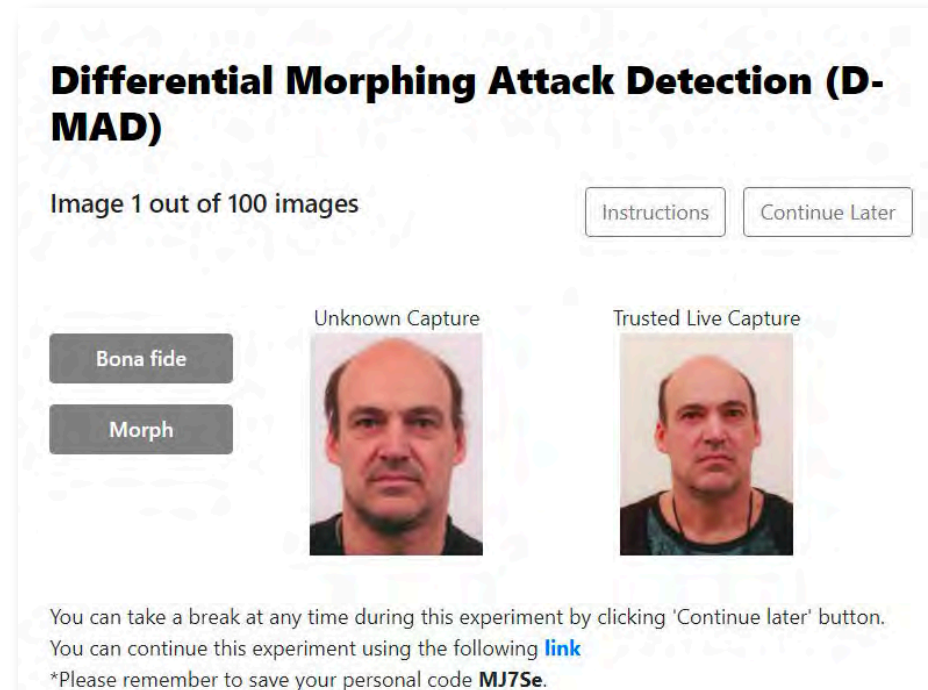 Differential Morphing Attack Detection (D-
MAD)
Image 1 out of 100 images
Instructions
Continue Later
Unknown Capture
Trusted Live Capture
Bona fide
Morph
You can take a break at any time during this experiment by clicking 'Continue later' button.
You can continue this experiment using the following link
*Please remember to save your personal code MJ7Se.